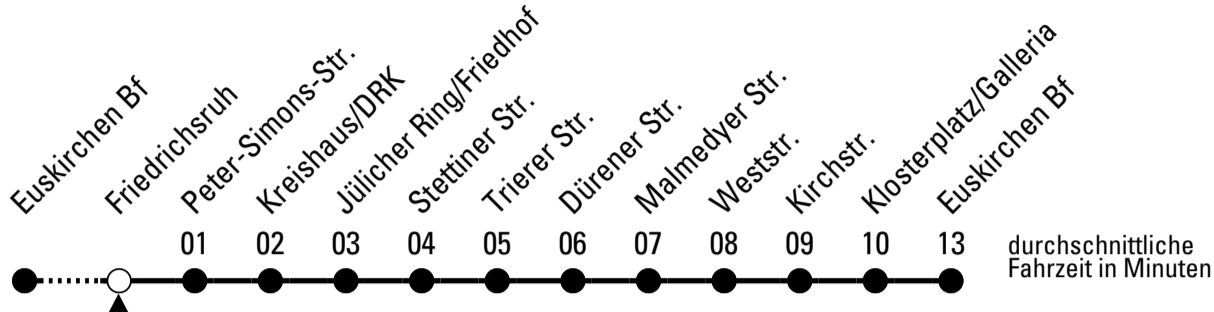 Euskirchen Bf
Friedrichsruh
Peter-Simons-Str.
Kreishaus/DRK
Jülicher Ring/Friedhof
Stettiner Str.
Trierer Str.
Dürener Str.
Malmedyer Str.
Weststr.
Kirchstr.
Klosterplatz/Galleria
Euskirchen Bf
01 02 03 04 05 06 07 08 09 10 13
durchschnittliche
Fahrzeit in Minuten